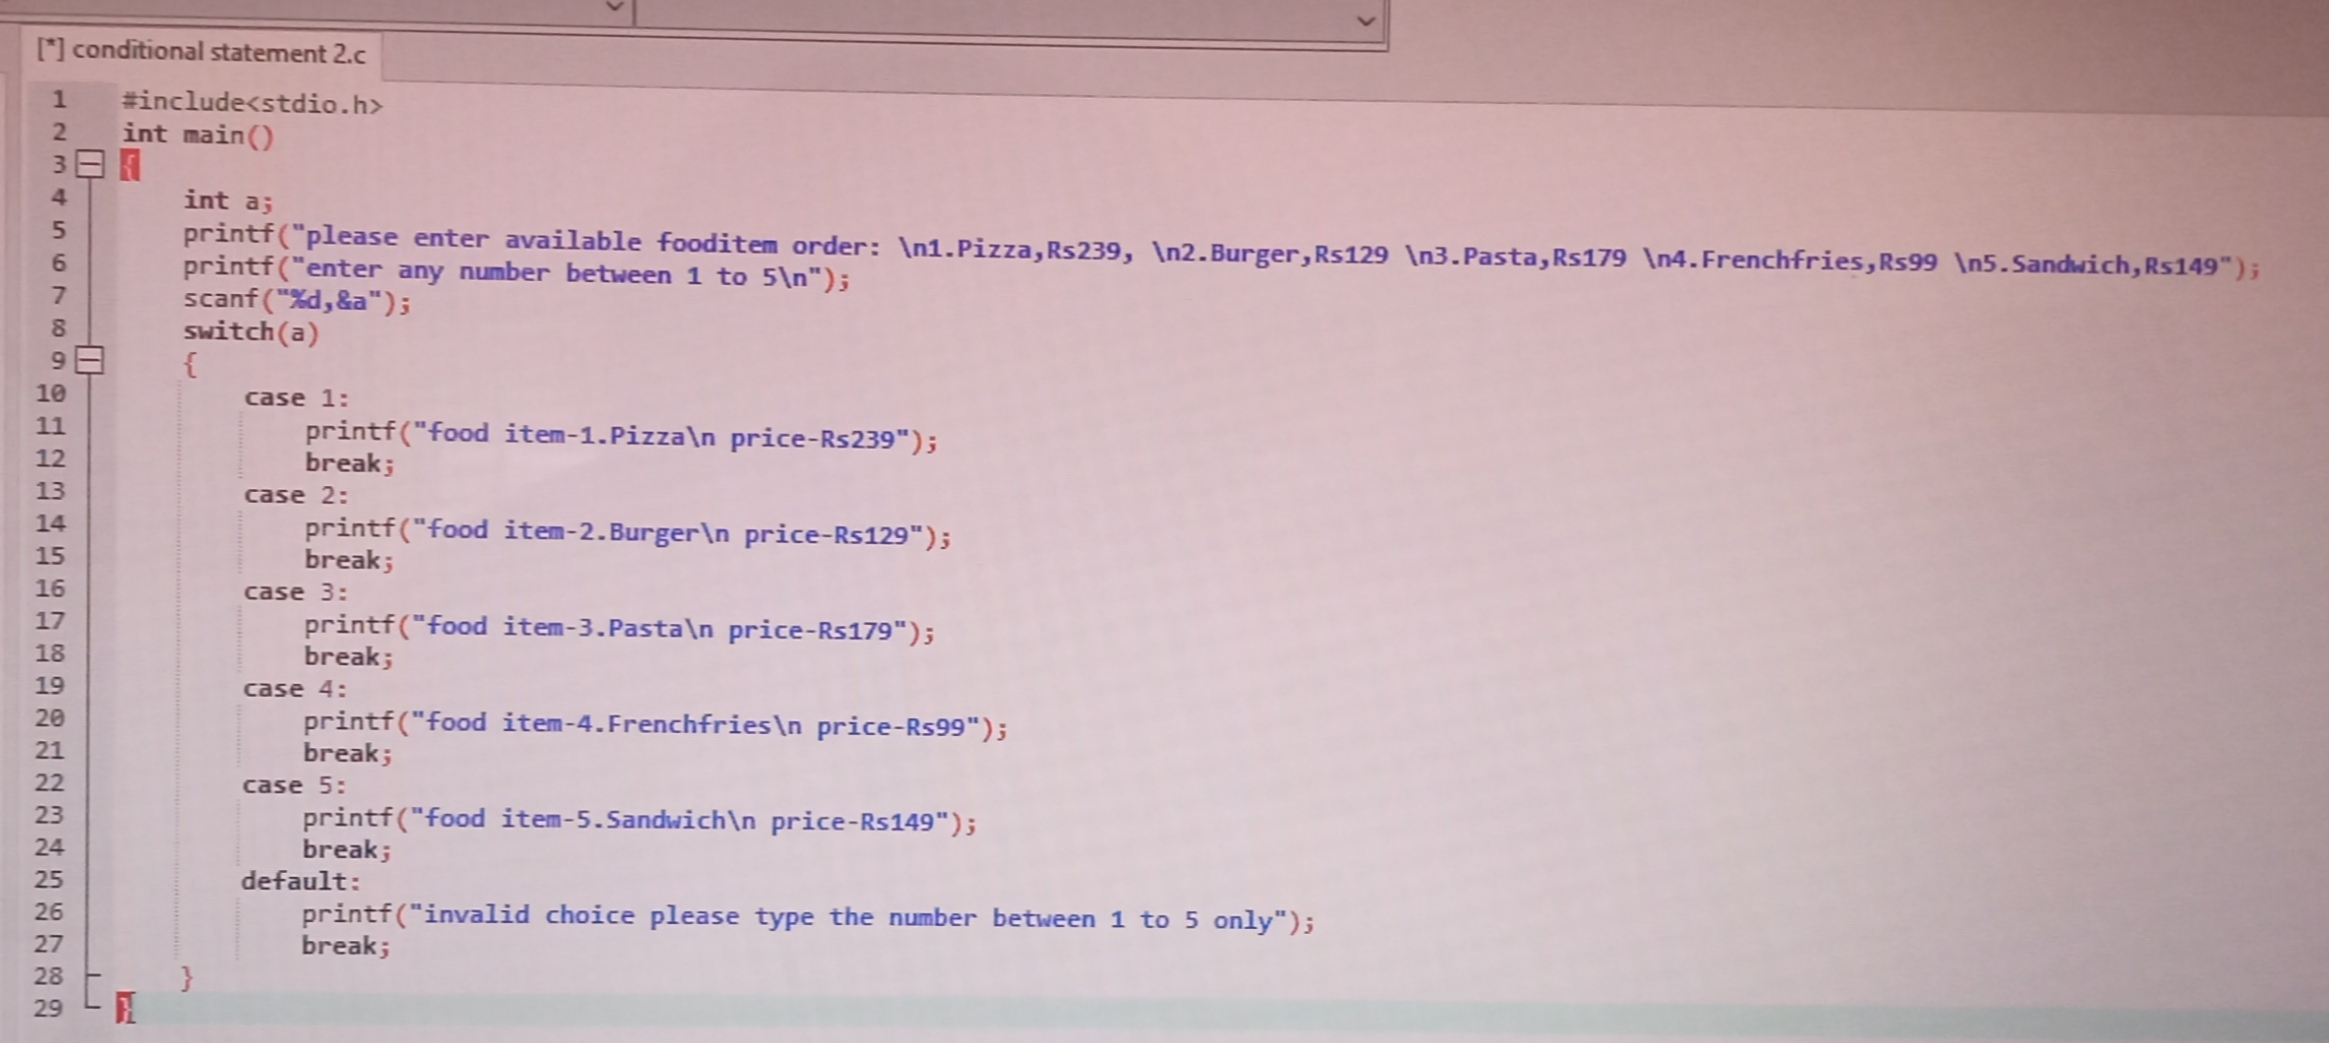 [*] conditional statement 2.c
1 #include<stdio.h>
2 int main()
3 {
4 int a;
5 printf("please enter available fooditem order: \n1.Pizza,Rs239, \n2.Burger,Rs129 \n3.Pasta,Rs179 \n4.Frenchfries,Rs99 \n5.Sandwich,Rs149");
6 printf("enter any number between 1 to 5\n");
7 scanf("%d,&a");
8 switch(a)
9 {
10 case 1:
11 printf("food item-1.Pizza\n price-Rs239");
12 break;
13 case 2:
14 printf("food item-2.Burger\n price-Rs129");
15 break;
16 case 3:
17 printf("food item-3.Pasta\n price-Rs179");
18 break;
19 case 4:
20 printf("food item-4.Frenchfries\n price-Rs99");
21 break;
22 case 5:
23 printf("food item-5.Sandwich\n price-Rs149");
24 break;
25 default:
26 printf("invalid choice please type the number between 1 to 5 only");
27 break;
28 }
29 }